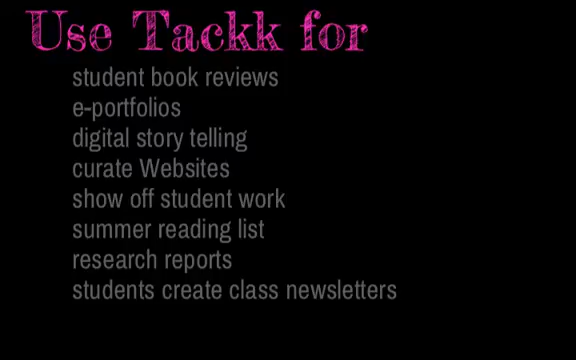 Use Tackk for
student book reviews
e-portfolios
digital story telling
curate Websites
show off student work
summer reading list
research reports
students create class newsletters